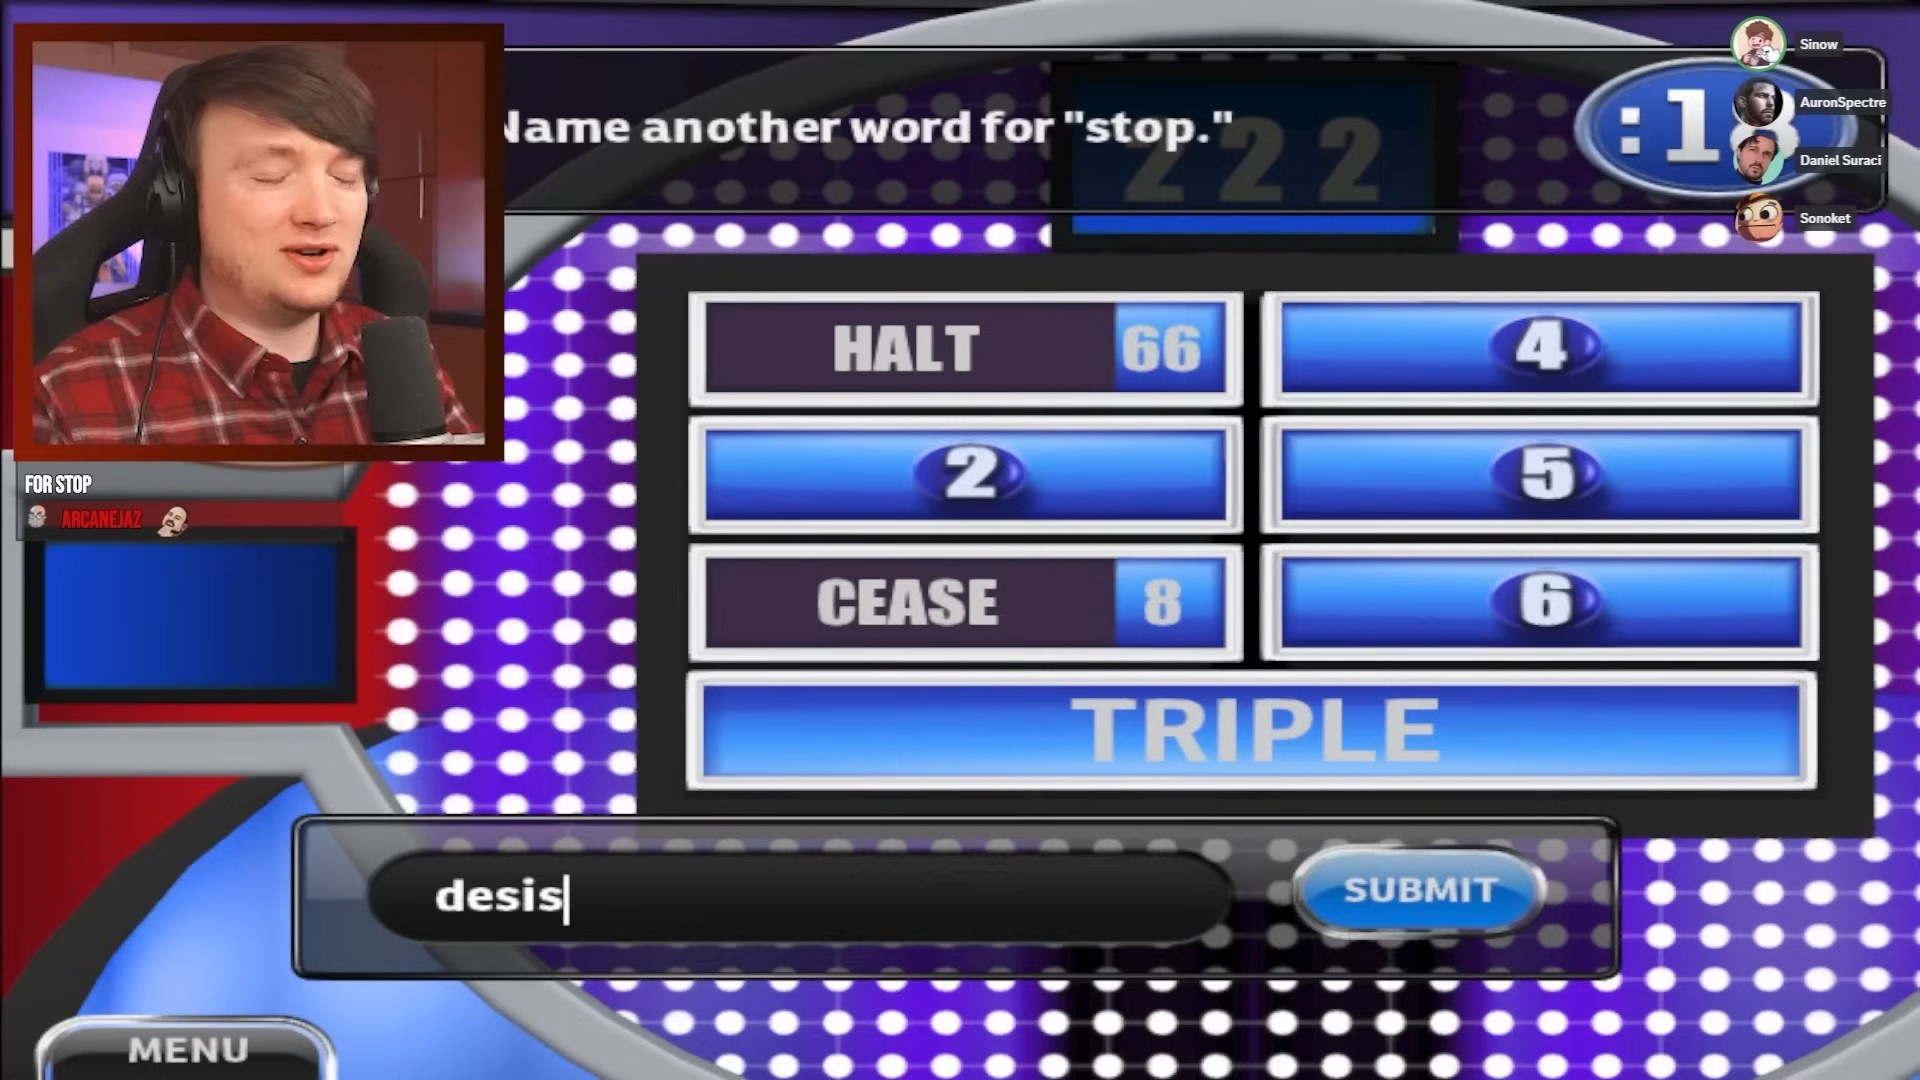 Name another word for "stop."
:18
222
Sinow
AuronSpectre
Daniel Suraci
Sonoket
HALT 66
4
2
5
CEASE 8
6
TRIPLE
FOR STOP
ARCANEJAZ
desis
SUBMIT
MENU